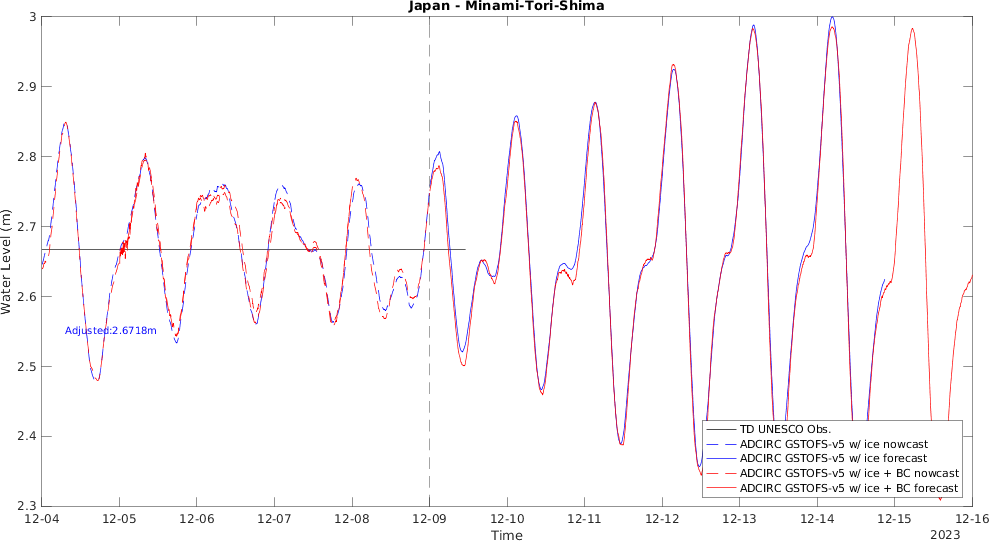 Japan - Minami-Tori-Shima
Water Level (m)
3
2.9
2.8
2.7
2.6
2.5
2.4
2.3
Adjusted:2.6718m
TD UNESCO Obs.
ADCIRC GSTOFS-v5 w/ ice nowcast
ADCIRC GSTOFS-v5 w/ ice forecast
ADCIRC GSTOFS-v5 w/ ice + BC nowcast
ADCIRC GSTOFS-v5 w/ ice + BC forecast
12-04 12-05 12-06 12-07 12-08 12-09 12-10 12-11 12-12 12-13 12-14 12-15 12-16
Time
2023